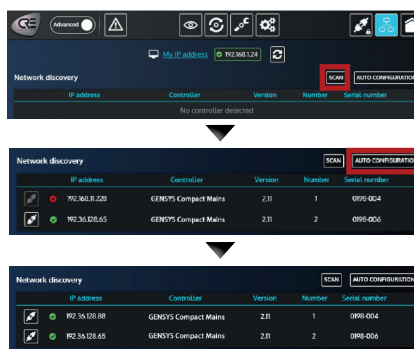 CRE Advanced
My IP address 192.168.1.24
Network discovery SCAN AUTO CONFIGURATION
IP address Controller Version Number Serial number
No controller detected
Network discovery SCAN AUTO CONFIGURATION
IP address Controller Version Number Serial number
192.168.11.228 GENSYS Compact Mains 2.11 1 0198-004
192.36.128.65 GENSYS Compact Mains 2.11 2 0198-006
Network discovery SCAN AUTO CONFIGURATION
IP address Controller Version Number Serial number
192.36.128.88 GENSYS Compact Mains 2.11 1 0198-004
192.36.128.65 GENSYS Compact Mains 2.11 2 0198-006